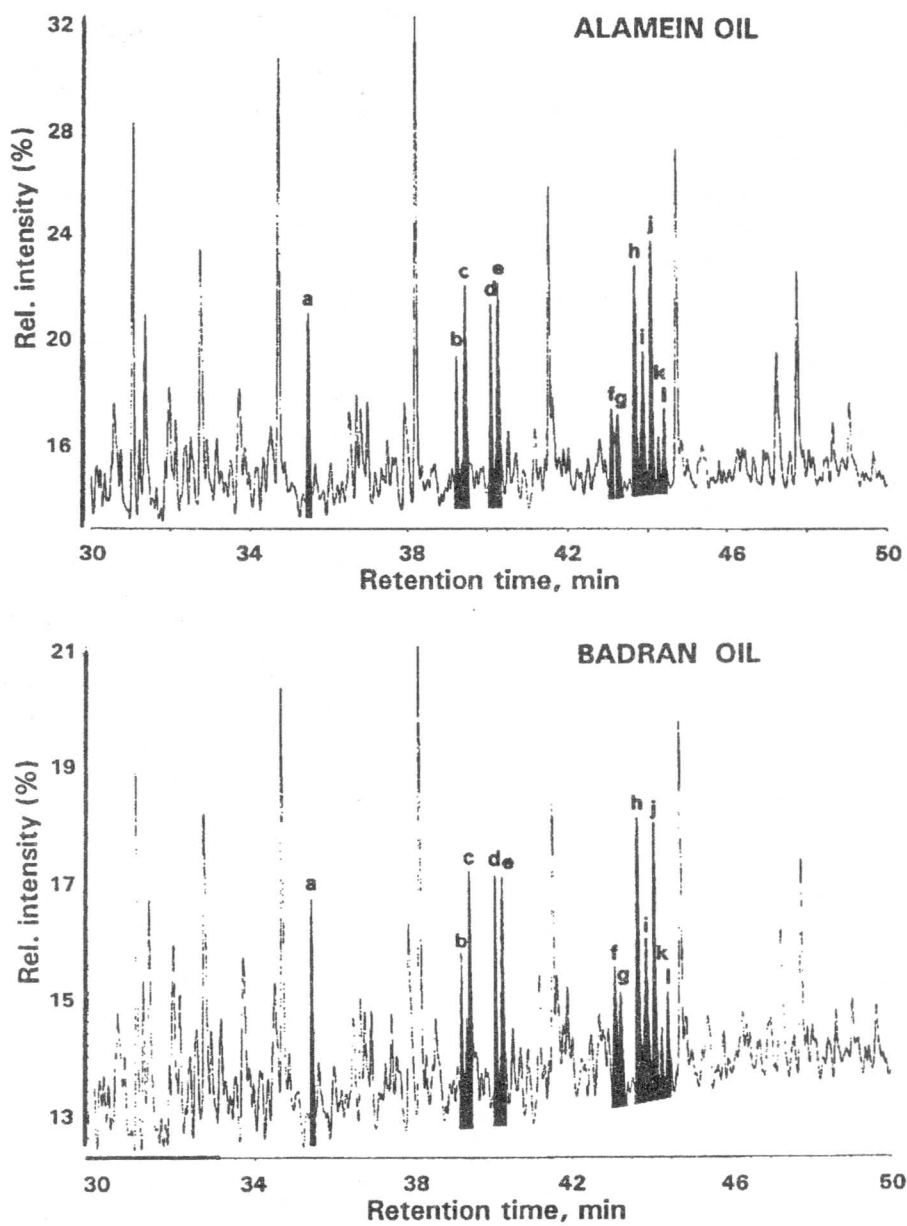 ALAMEIN OIL
Rel. intensity (%)
32
28
24
20
16
a
b
c
d
e
f
g
h
i
j
k
l
30
34
38
42
46
50
Retention time, min
BADRAN OIL
Rel. intensity (%)
21
19
17
15
13
a
b
c
d
e
f
g
h
i
j
k
l
30
34
38
42
46
50
Retention time, min